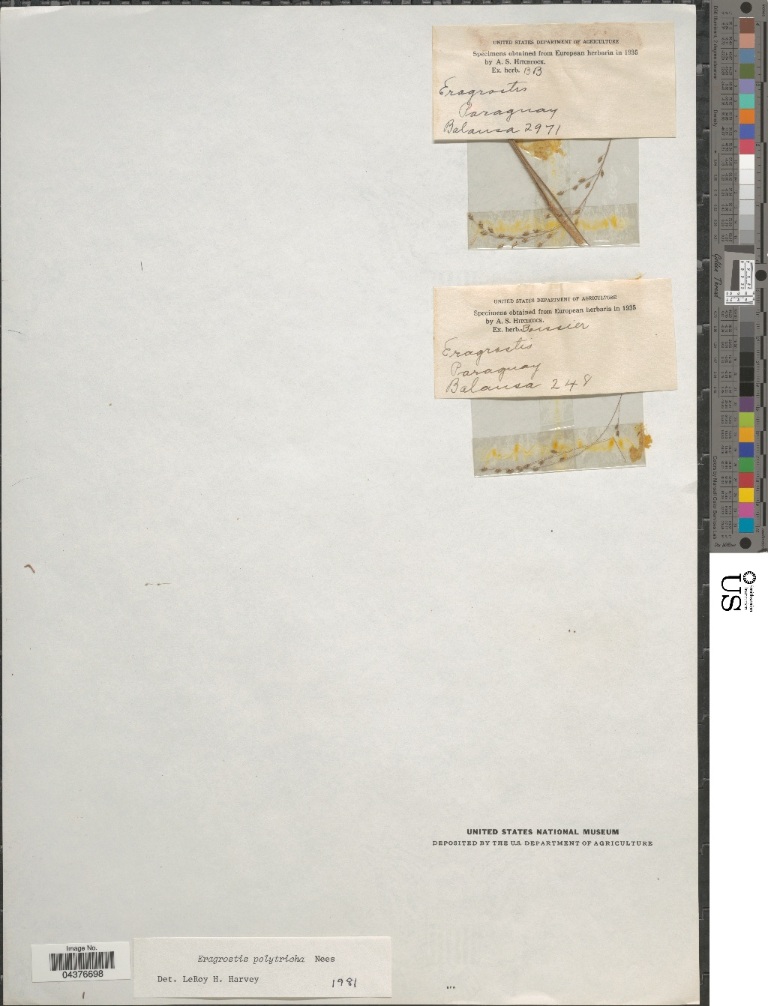 UNITED STATES DEPARTMENT OF AGRICULTURE
Specimens obtained from European herbaria in 1935
by A. S. HITCHCOCK.
Ex. herb. BB
Eragrostis
Paraguay
Balansa 2971
UNITED STATES DEPARTMENT OF AGRICULTURE
Specimens obtained from European herbaria in 1935
by A. S. HITCHCOCK.
Ex. herb. Boissier
Eragrostis
Paraguay
Balansa 248
US
UNITED STATES NATIONAL MUSEUM
DEPOSITED BY THE U.S. DEPARTMENT OF AGRICULTURE
Image No.
04376698
Eragrostis polytricha Nees
Det. LeRoy H. Harvey 1981